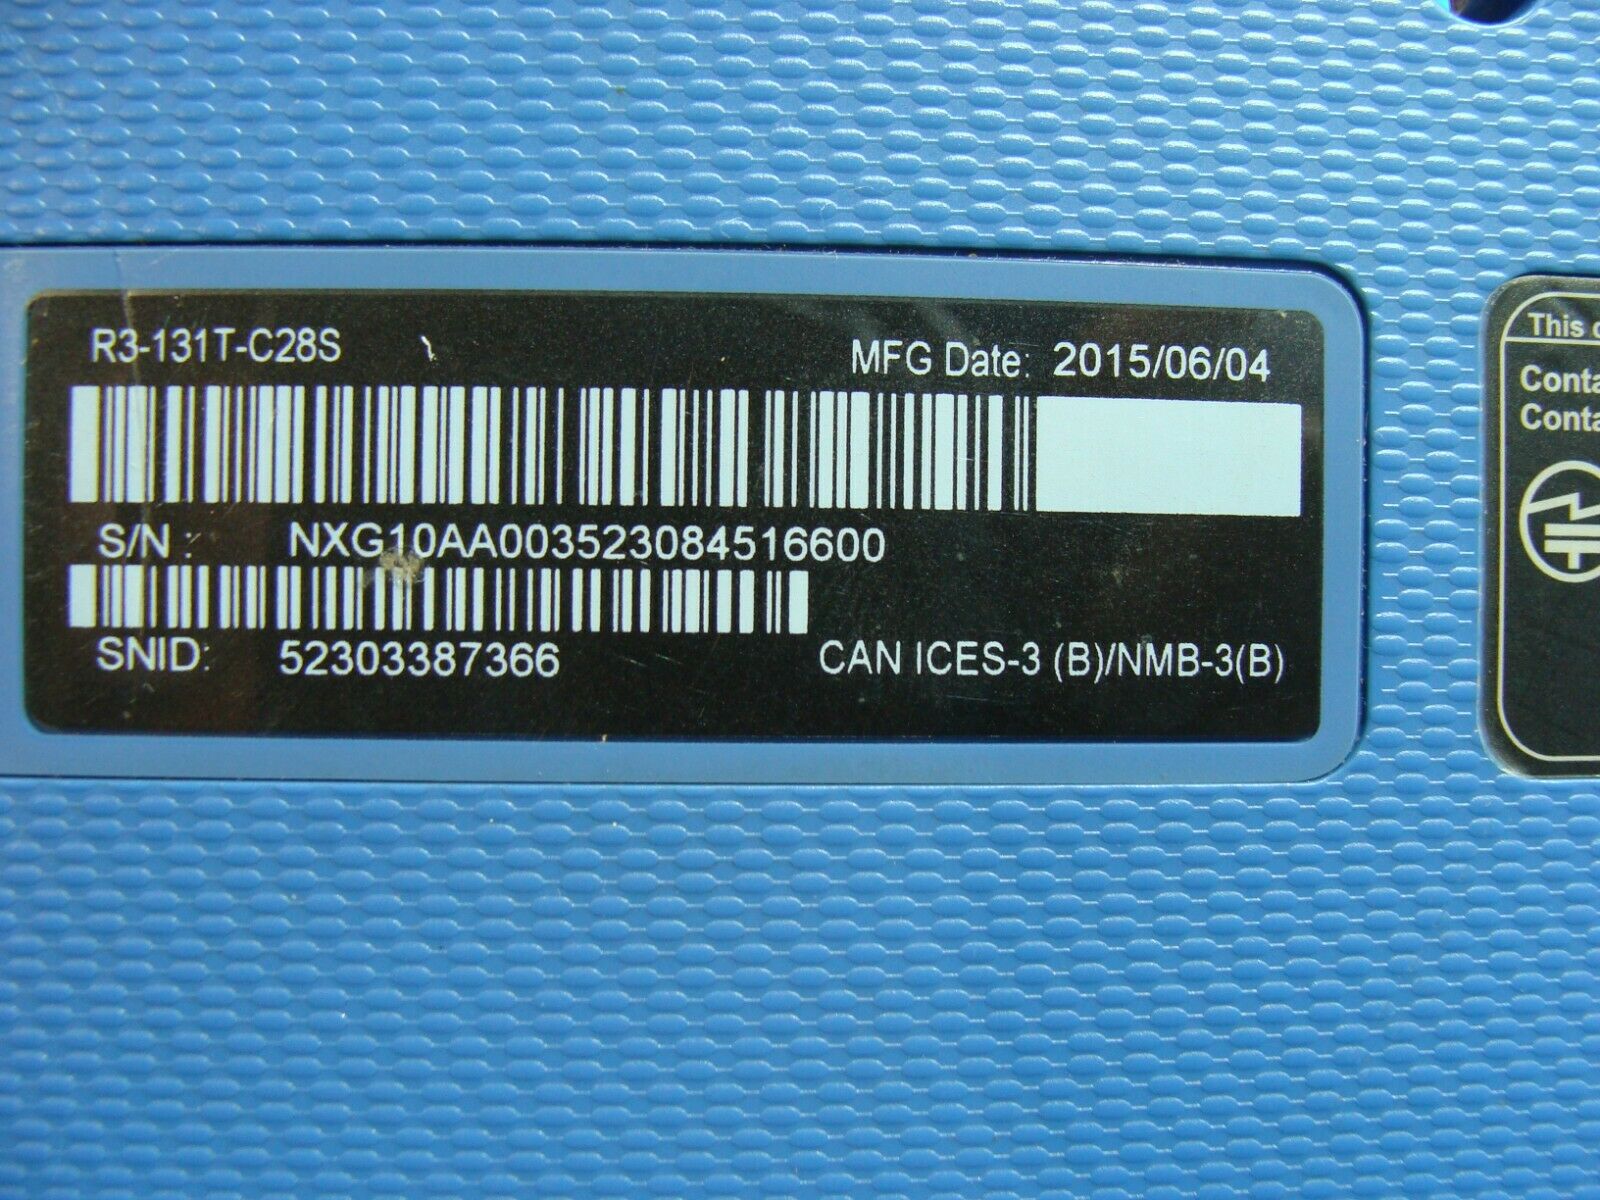 R3-131T-C28S
MFG Date: 2015/06/04
S/N : NXG10AA003523084516600
SNID: 52303387366
CAN ICES-3 (B)/NMB-3(B)
This
Conta
Conta